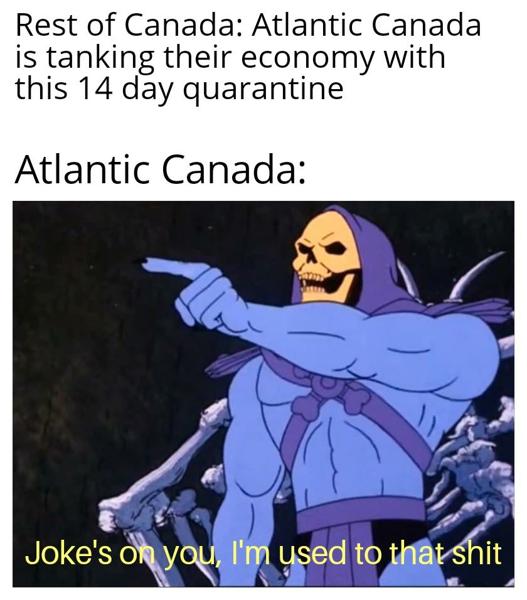 Rest of Canada: Atlantic Canada
is tanking their economy with
this 14 day quarantine
Atlantic Canada:
Joke's on you, I'm used to that shit